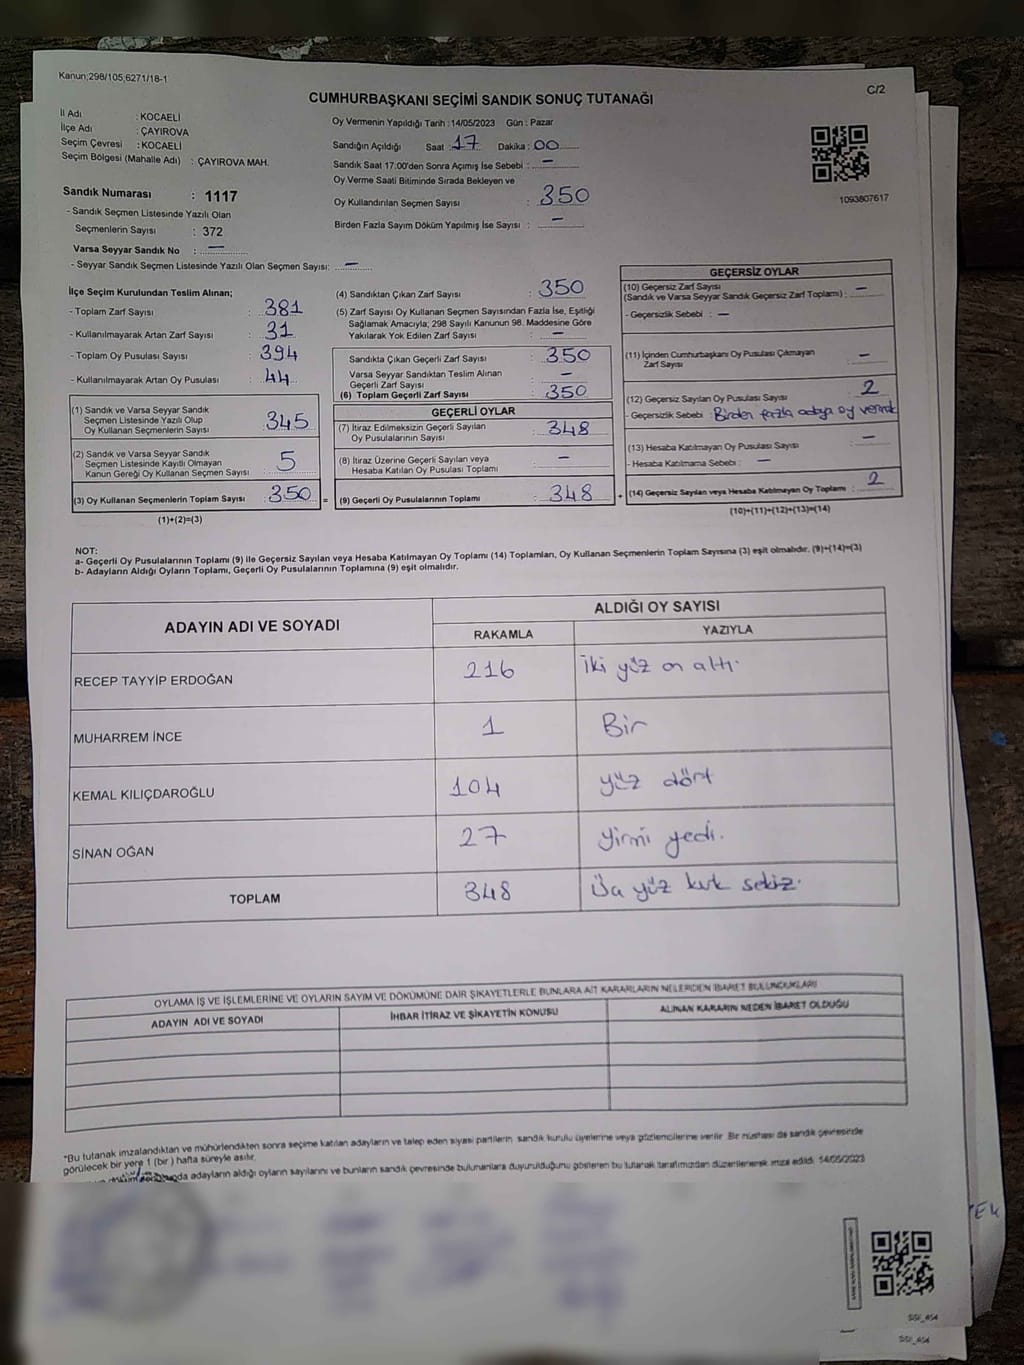 Kanun;298/105,6271/18-1
C/2
CUMHURBAŞKANI SEÇİMİ SANDIK SONUÇ TUTANAĞI
İl Adı : KOCAELİ
İlçe Adı : ÇAYIROVA
Seçim Çevresi : KOCAELİ
Seçim Bölgesi (Mahalle Adı) : ÇAYIROVA MAH.
Sandık Numarası : 1117
- Sandık Seçmen Listesinde Yazılı Olan
Seçmenlerin Sayısı : 372
Varsa Seyyar Sandık No : —
- Seyyar Sandık Seçmen Listesinde Yazılı Olan Seçmen Sayısı: —
Oy Vermenin Yapıldığı Tarih :14/05/2023 Gün : Pazar
Sandığın Açıldığı Saat : 17 Dakika : 00
Sandık Saat 17:00'den Sonra Açımış İse Sebebi : —
Oy Verme Saati Bitiminde Sırada Bekleyen ve
Oy Kullandırılan Seçmen Sayısı : 350
Birden Fazla Sayım Döküm Yapılmış İse Sayısı : —
1093807617
İlçe Seçim Kurulundan Teslim Alınan;
- Toplam Zarf Sayısı : 381
- Kullanılmayarak Artan Zarf Sayısı : 31
- Toplam Oy Pusulası Sayısı : 394
- Kullanılmayarak Artan Oy Pusulası : 44
(1) Sandık ve Varsa Seyyar Sandık
Seçmen Listesinde Yazılı Olup
Oy Kullanan Seçmenlerin Sayısı : 345
(2) Sandık ve Varsa Seyyar Sandık
Seçmen Listesinde Kayıtlı Olmayan
Kanun Gereği Oy Kullanan Seçmen Sayısı : 5
(3) Oy Kullanan Seçmenlerin Toplam Sayısı : 350 =
(1)+(2)=(3)
(4) Sandıktan Çıkan Zarf Sayısı : 350
(5) Zarf Sayısı Oy Kullanan Seçmen Sayısından Fazla İse, Eşitliği
Sağlamak Amacıyla; 298 Sayılı Kanunun 98. Maddesine Göre
Yakılarak Yok Edilen Zarf Sayısı : —
Sandıkta Çıkan Geçerli Zarf Sayısı : 350
Varsa Seyyar Sandıktan Teslim Alınan
Geçerli Zarf Sayısı : —
(6) Toplam Geçerli Zarf Sayısı : 350
GEÇERLİ OYLAR
(7) İtiraz Edilmeksizin Geçerli Sayılan
Oy Pusulalarının Sayısı : 348
(8) İtiraz Üzerine Geçerli Sayılan veya
Hesaba Katılan Oy Pusulası Toplamı : —
(9) Geçerli Oy Pusulalarının Toplamı : 348 +
GEÇERSİZ OYLAR
(10) Geçersiz Zarf Sayısı
(Sandık ve Varsa Seyyar Sandık Geçersiz Zarf Toplamı) : —
- Geçersizlik Sebebi : —
(11) İçinden Cumhurbaşkanı Oy Pusulası Çıkmayan
Zarf Sayısı : —
(12) Geçersiz Sayılan Oy Pusulası Sayısı : 2
- Geçersizlik Sebebi : Birden fazla adaya oy vermek
(13) Hesaba Katılmayan Oy Pusulası Sayısı : —
- Hesaba Katılmama Sebebi : —
(14) Geçersiz Sayılan veya Hesaba Katılmayan Oy Toplamı : 2
(10)+(11)+(12)+(13)=(14)
NOT:
a- Geçerli Oy Pusulalarının Toplamı (9) ile Geçersiz Sayılan veya Hesaba Katılmayan Oy Toplamı (14) Toplamları, Oy Kullanan Seçmenlerin Toplam Sayısına (3) eşit olmalıdır. (9)+(14)=(3)
b- Adayların Aldığı Oyların Toplamı, Geçerli Oy Pusulalarının Toplamına (9) eşit olmalıdır.
ADAYIN ADI VE SOYADI
ALDIĞI OY SAYISI
RAKAMLA YAZIYLA
RECEP TAYYİP ERDOĞAN 216 iki yüz on altı.
MUHARREM İNCE 1 Bir
KEMAL KILIÇDAROĞLU 104 yüz dört
SİNAN OĞAN 27 yirmi yedi.
TOPLAM 348 yüz kırk sekiz.
OYLAMA İŞ VE İŞLEMLERİNE VE OYLARIN SAYIM VE DÖKÜMÜNE DAİR ŞİKAYETLERLE BUNLARA AİT KARARLARIN NELERDEN İBARET BULUNDUKLARI
ADAYIN ADI VE SOYADI İHBAR İTİRAZ VE ŞİKAYETİN KONUSU ALINAN KARARIN NEDEN İBARET OLDUĞU
*Bu tutanak imzalandıktan ve mühürlendikten sonra seçime katılan adayların ve talep eden siyasi partilerin sandık kurulu üyelerine veya gözlemcilerine verilir. Bir nüshası da sandık çevresinde
görülecek bir yere 1 (bir) hafta süreyle asılır.
adayların aldığı oyların sayılarını ve bunların sandık çevresinde bulunanlara duyurulduğunu gösteren bu tutanak tarafımızdan düzenlenerek imza edildi. 14/05/2023